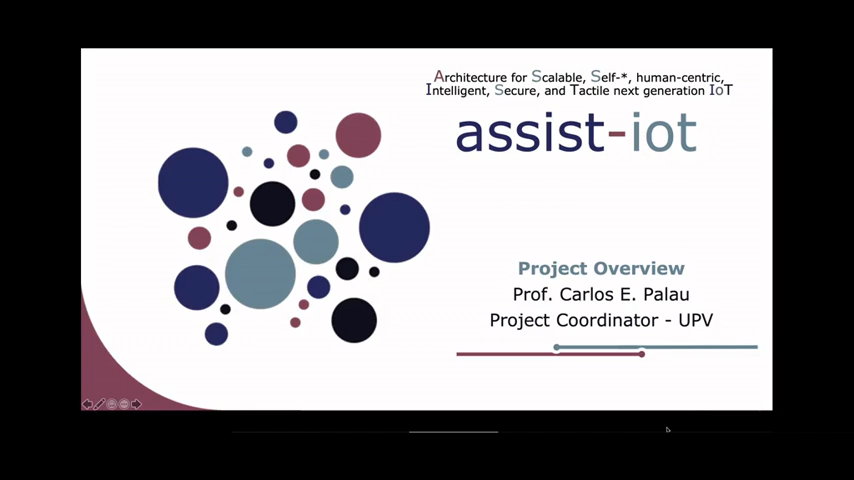 Architecture for Scalable, Self-*, human-centric,
Intelligent, Secure, and Tactile next generation IoT
assist-iot
Project Overview
Prof. Carlos E. Palau
Project Coordinator - UPV